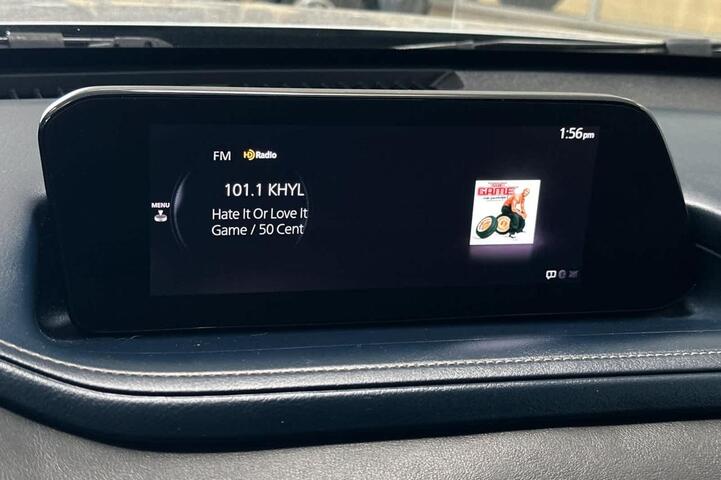 1:56pm
FM HD Radio
101.1 KHYL
MENU
Hate It Or Love It
Game / 50 Cent
GAME